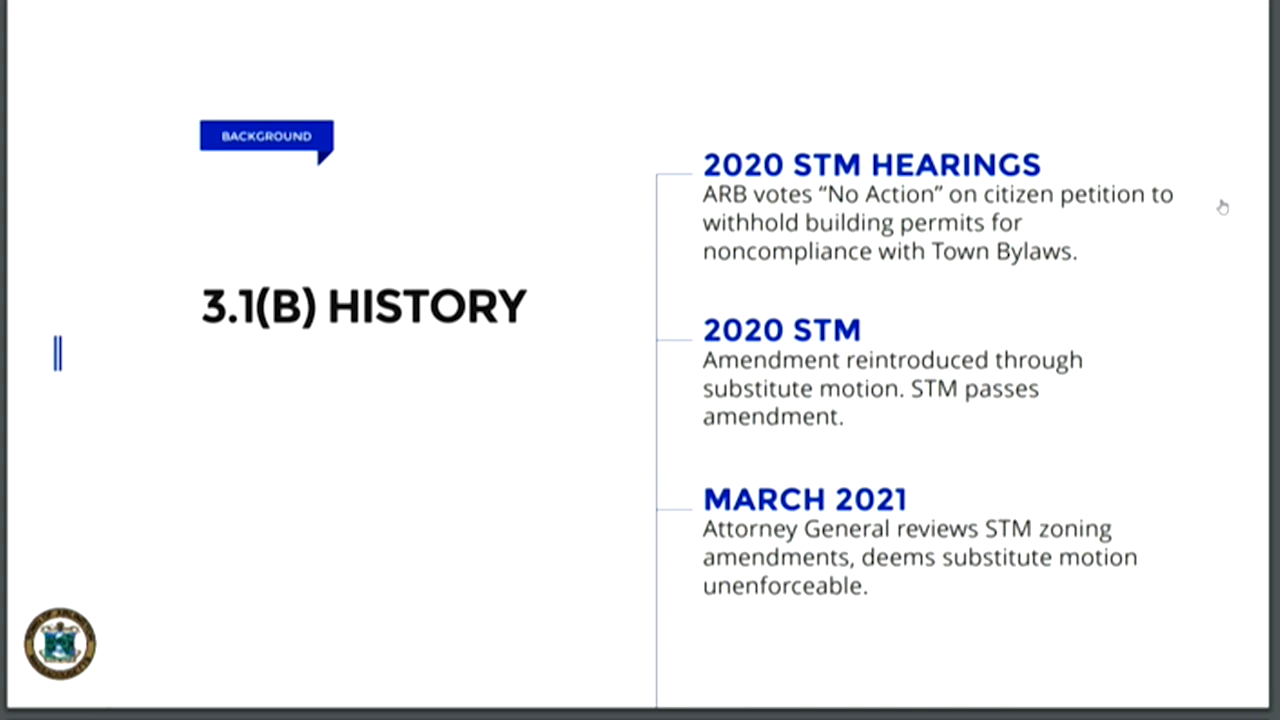 BACKGROUND
3.1(B) HISTORY
2020 STM HEARINGS
ARB votes “No Action” on citizen petition to
withhold building permits for
noncompliance with Town Bylaws.
2020 STM
Amendment reintroduced through
substitute motion. STM passes
amendment.
MARCH 2021
Attorney General reviews STM zoning
amendments, deems substitute motion
unenforceable.